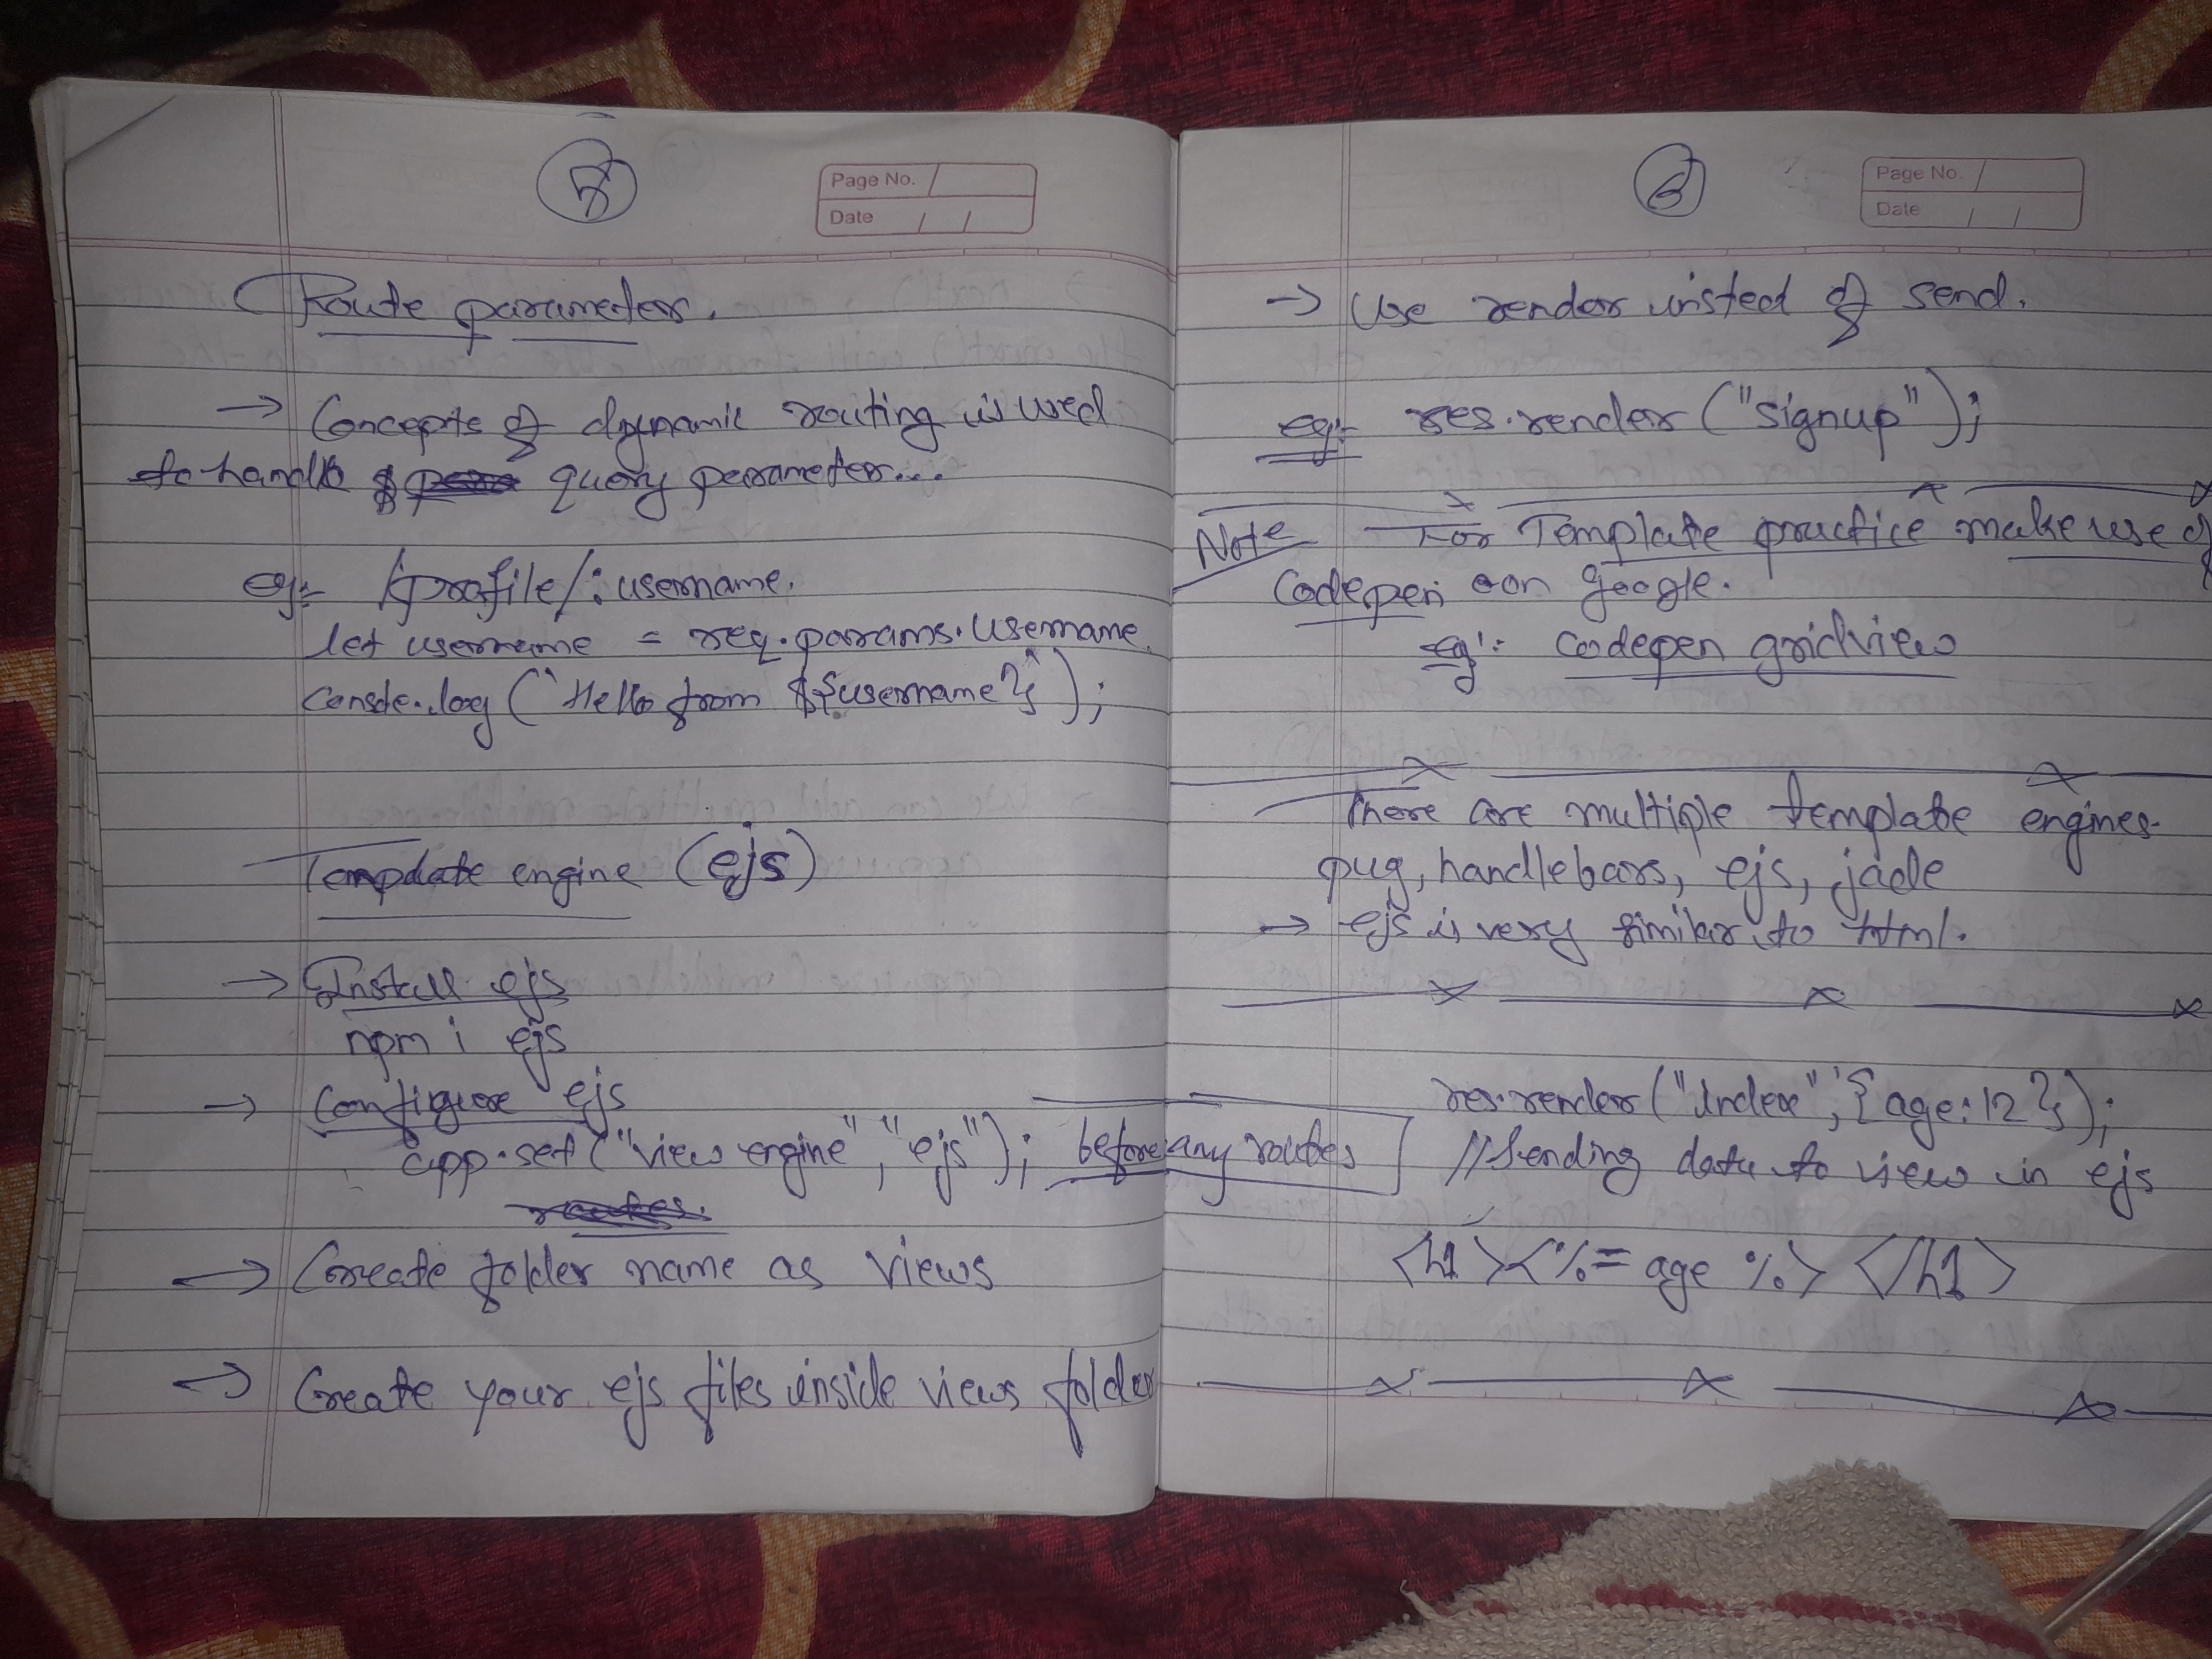 5
Page No.
Date / /
Route parameter.
→ Concepts of dynamic routing is used
to handle query parameter...
eg:- /profile/:username.
let username = req.params.username
console.log(`Hello from ${username}`);
Template engine (ejs)
→ Install ejs
npm i ejs
→ Configure ejs
app.set("view engine", "ejs"); before any routes
routes.
→ Create folder name as views
→ Create your ejs files inside views folder
6
Page No.
Date / /
→ Use render insted of send.
eg:- res.render("signup");
Note For Template practice make use of
Codepen on google.
eg:- codepen gridview
There are multiple template engines.
pug, handlebars, ejs, jade
→ ejs is very similar to html.
res.render("index", {age:12});
//sending data to view in ejs
<h1><%= age %></h1>